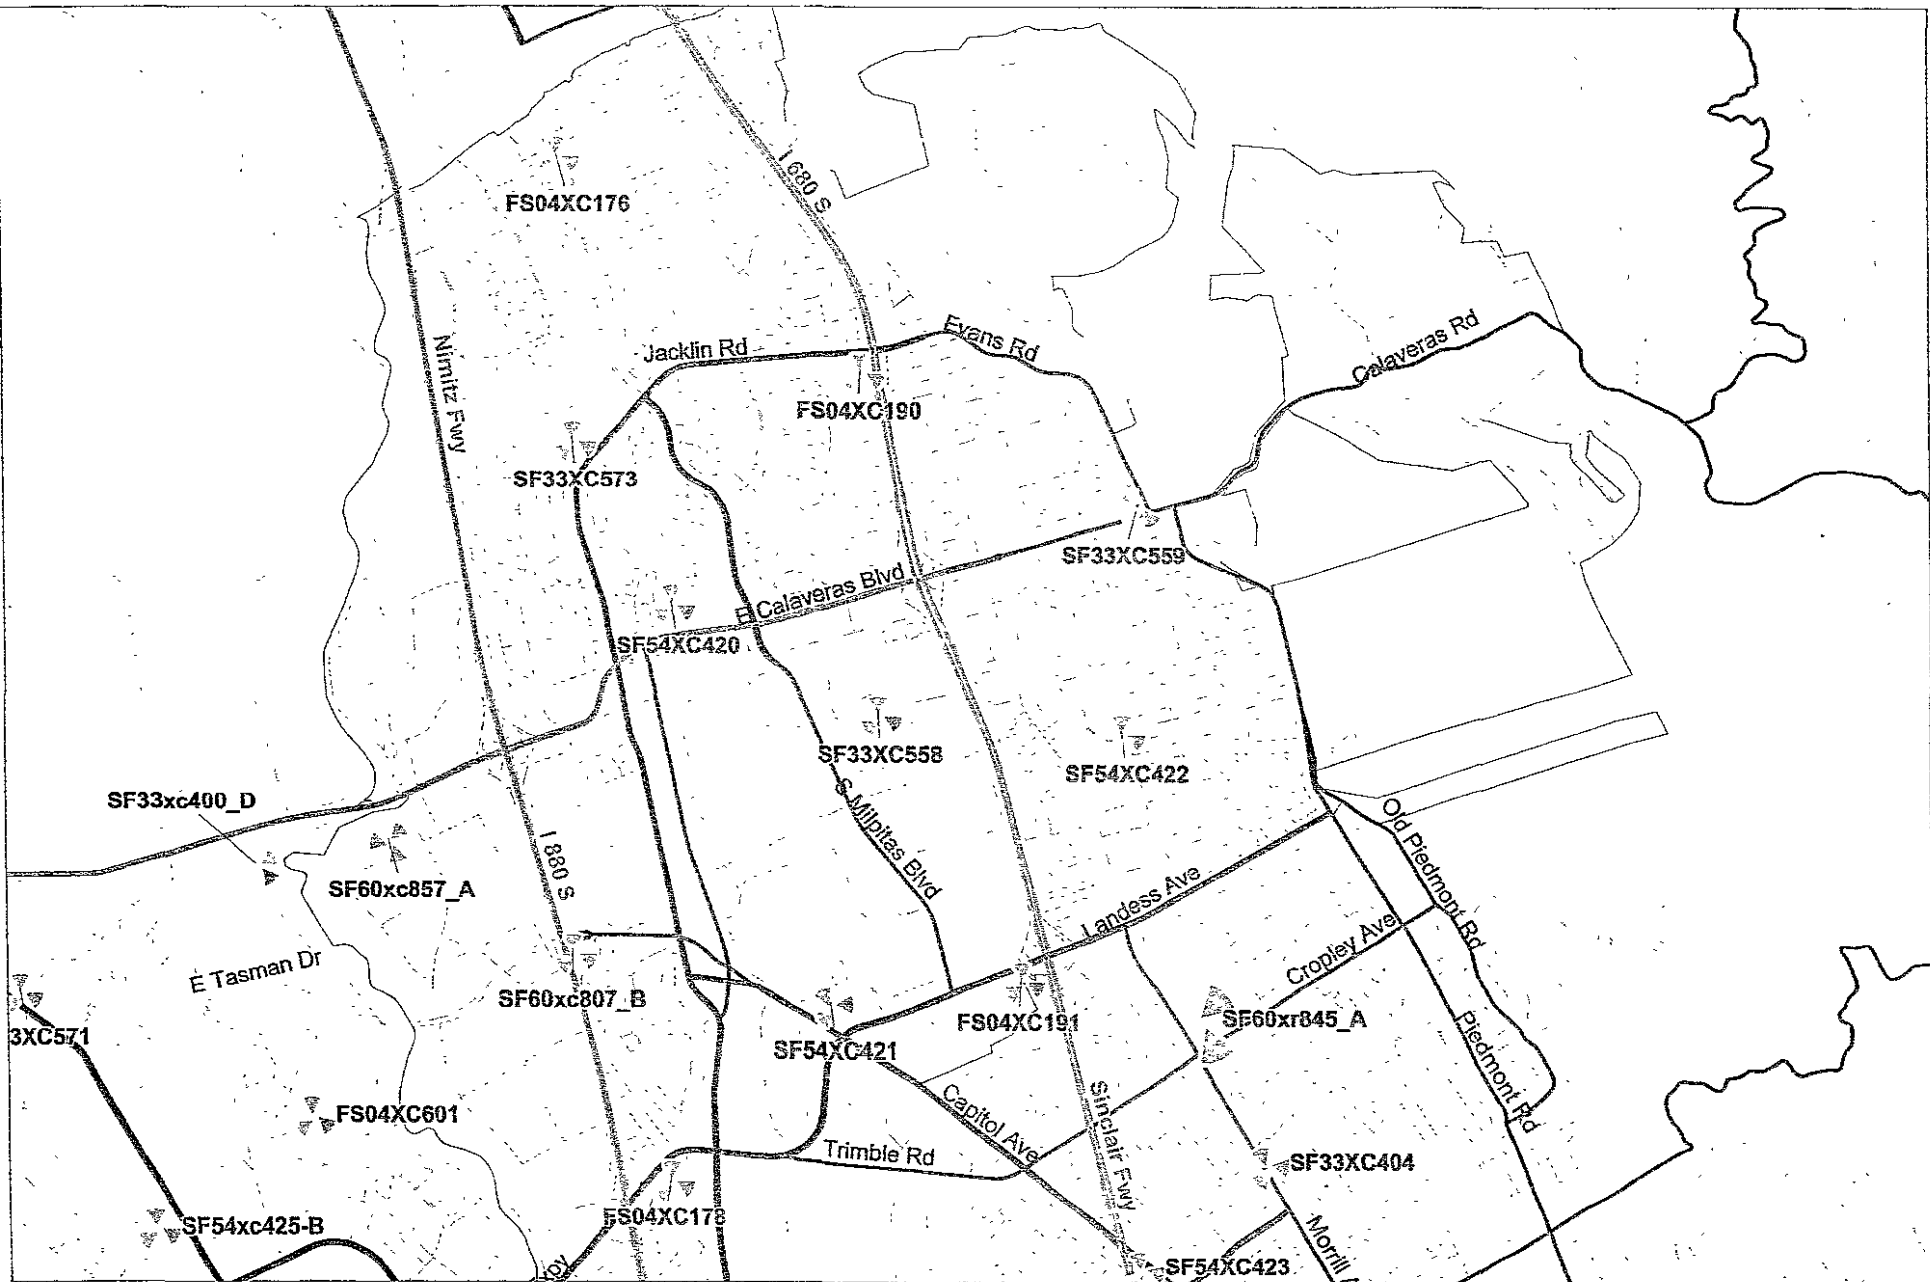 FS04XC176
I 680 S
Nimitz Fwy
Jacklin Rd
Evans Rd
Calaveras Rd
FS04XC190
SF33XC573
SF33XC559
E Calaveras Blvd
SF54XC420
SF33XC558
SF54XC422
SF33xc400_D
S Milpitas Blvd
Old Piedmont Rd
I 880 S
SF60xc857_A
Landess Ave
Cropley Ave
E Tasman Dr
SF60xc807_B
FS04XC191
SF60xr845_A
3XC571
SF54XC421
Piedmont Rd
FS04XC601
Capitol Ave
Sinclair Fwy
Trimble Rd
SF33XC404
FS04XC178
SF54xc425-B
Morrill
xpy
SF54XC423